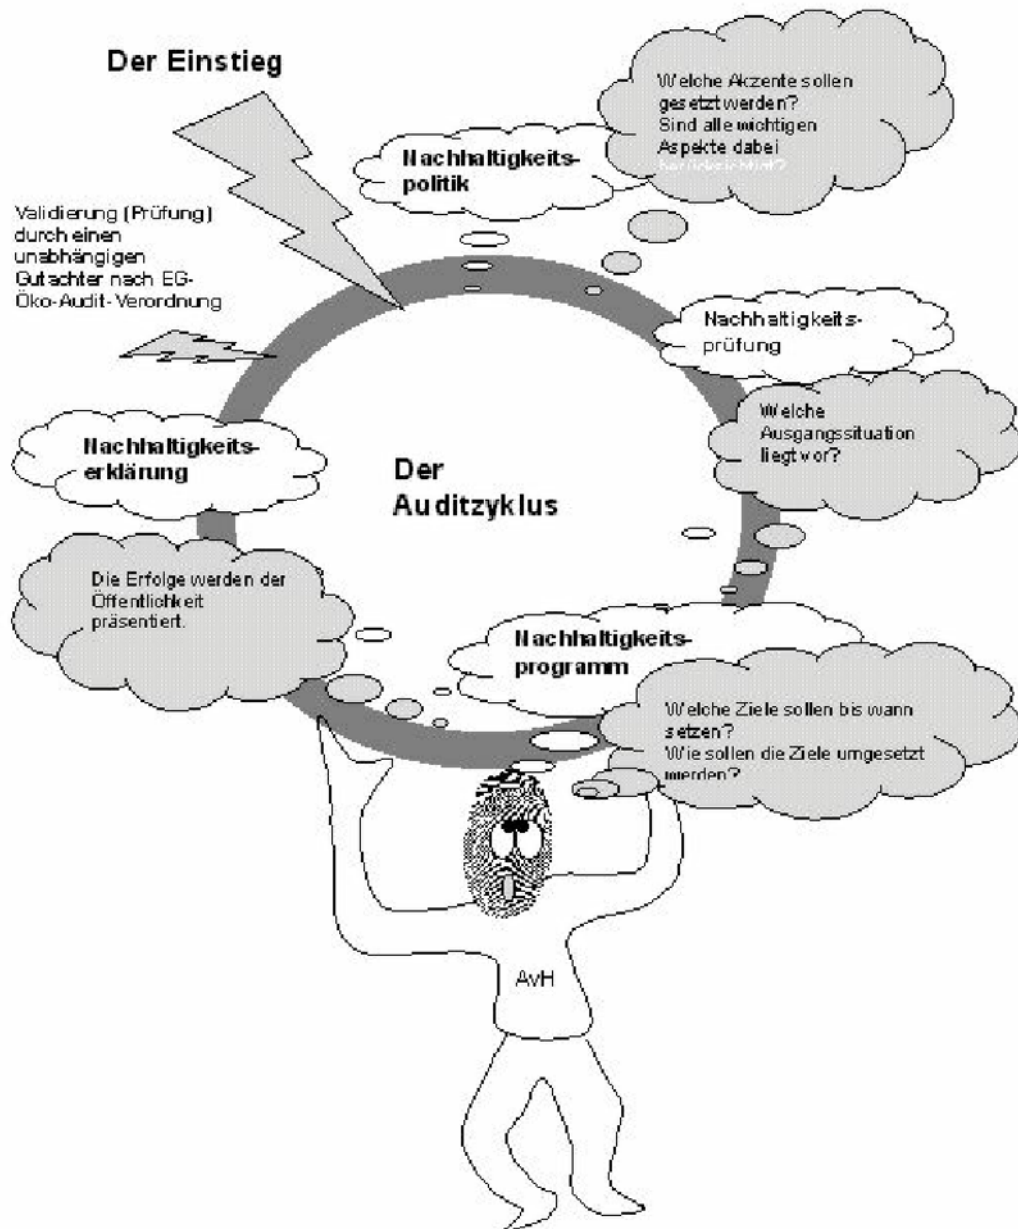 Der Einstieg
Welche Akzente sollen
gesetzt werden?
Sind alle wichtigen
Aspekte dabei
berücksichtigt?
Nachhaltigkeits-
politik
Validierung (Prüfung)
durch einen
unabhängigen
Gutachter nach EG-
Öko-Audit-Verordnung
Nachhaltigkeits-
prüfung
Welche
Ausgangssituation
liegt vor?
Nachhaltigkeits-
erklärung
Der
Auditzyklus
Die Erfolge werden der
Öffentlichkeit
präsentiert.
Nachhaltigkeits-
programm
Welche Ziele sollen bis wann
setzen?
Wie sollen die Ziele umgesetzt
werden?
AvH